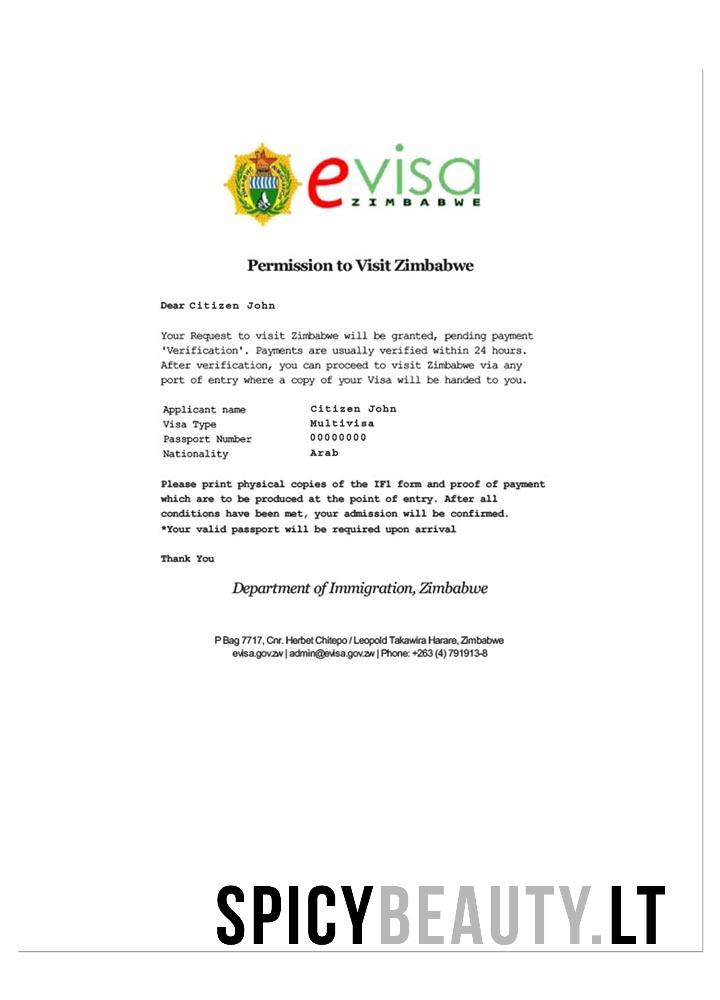 evisa
ZIMBABWE
Permission to Visit Zimbabwe
Dear Citizen John
Your Request to visit Zimbabwe will be granted, pending payment
'Verification'. Payments are usually verified within 24 hours.
After verification, you can proceed to visit Zimbabwe via any
port of entry where a copy of your Visa will be handed to you.
Applicant name Citizen John
Visa Type Multivisa
Passport Number 00000000
Nationality Arab
Please print physical copies of the IF1 form and proof of payment
which are to be produced at the point of entry. After all
conditions have been met, your admission will be confirmed.
*Your valid passport will be required upon arrival
Thank You
Department of Immigration, Zimbabwe
P Bag 7717, Cnr. Herbet Chitepo / Leopold Takawira Harare, Zimbabwe
evisa.gov.zw | admin@evisa.gov.zw | Phone: +263 (4) 791913-8
SPICYBEAUTY.LT